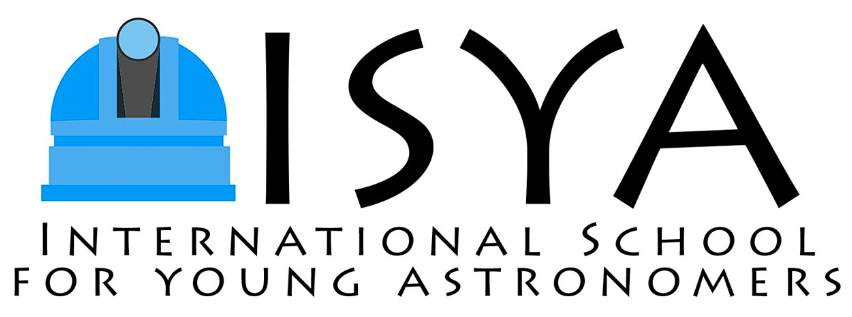 ISYA
INTERNATIONAL SCHOOL
FOR YOUNG ASTRONOMERS